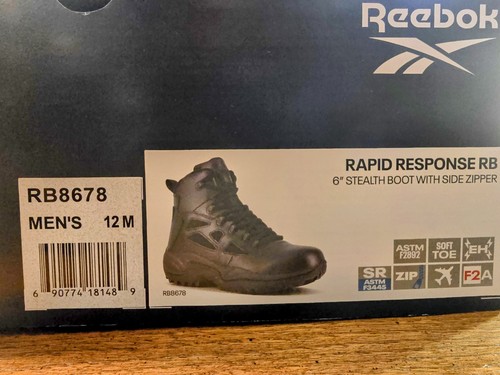 Reebok
RAPID RESPONSE RB
6" STEALTH BOOT WITH SIDE ZIPPER
RB8678
MEN'S 12 M
6 90774 18148 9
RB8678
ASTM F2892
SOFT TOE
EH
SR
ASTM F3445
ZIP
F2A